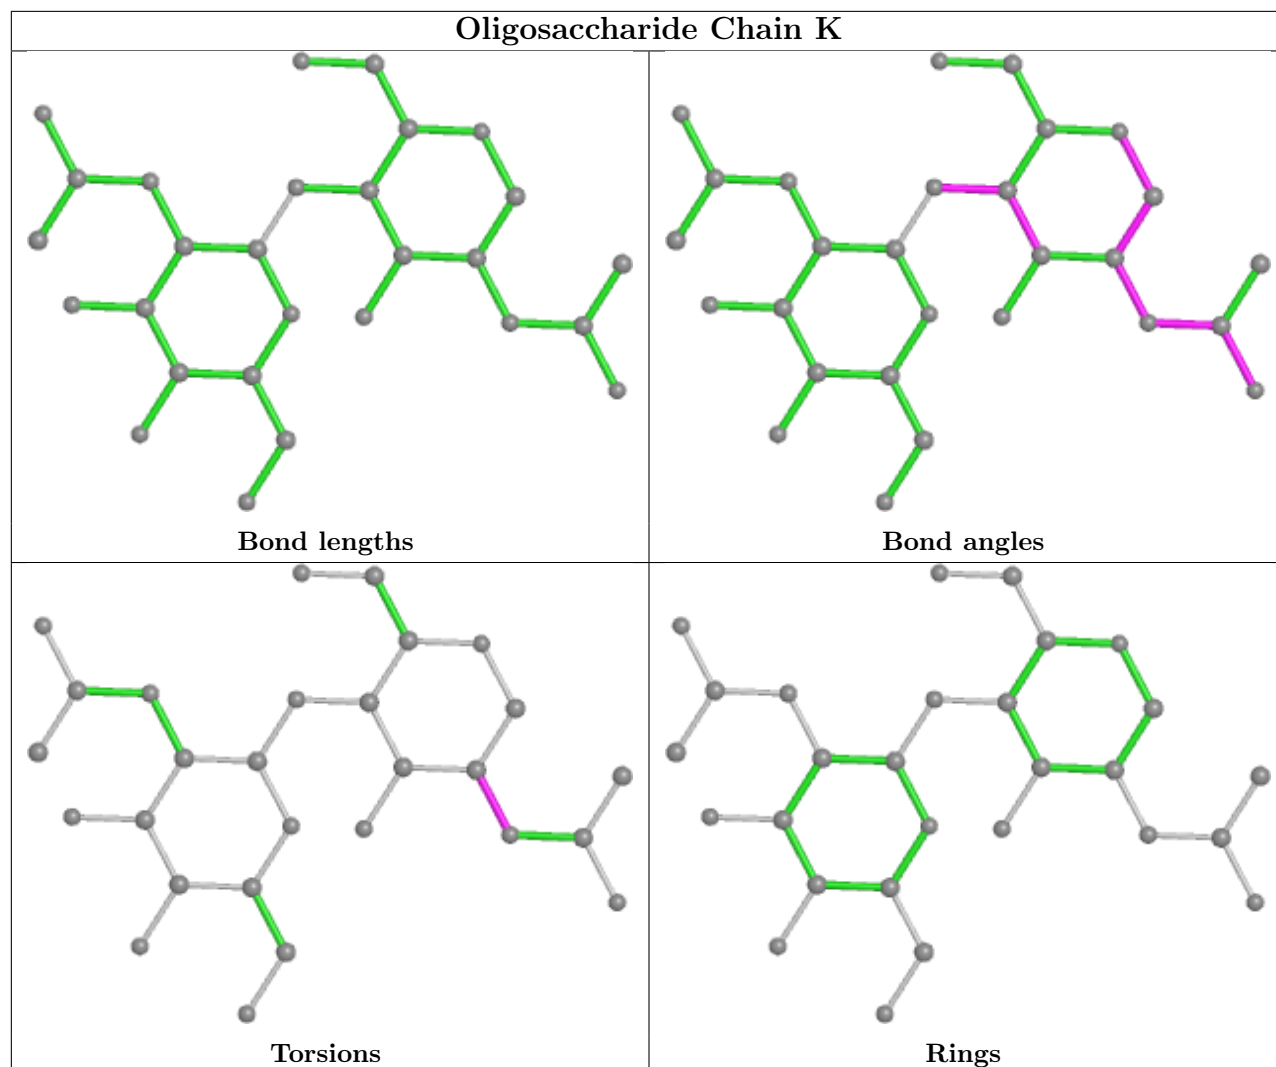 Oligosaccharide Chain K
Bond lengths
Bond angles
Torsions
Rings